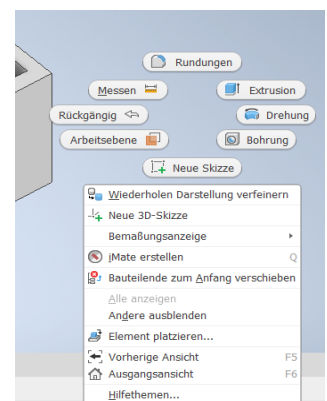 Rundungen
Messen
Extrusion
Rückgängig
Drehung
Arbeitsebene
Bohrung
Neue Skizze
Wiederholen Darstellung verfeinern
Neue 3D-Skizze
Bemaßungsanzeige
iMate erstellen Q
Bauteilende zum Anfang verschieben
Alle anzeigen
Andere ausblenden
Element platzieren...
Vorherige Ansicht F5
Ausgangsansicht F6
Hilfethemen...